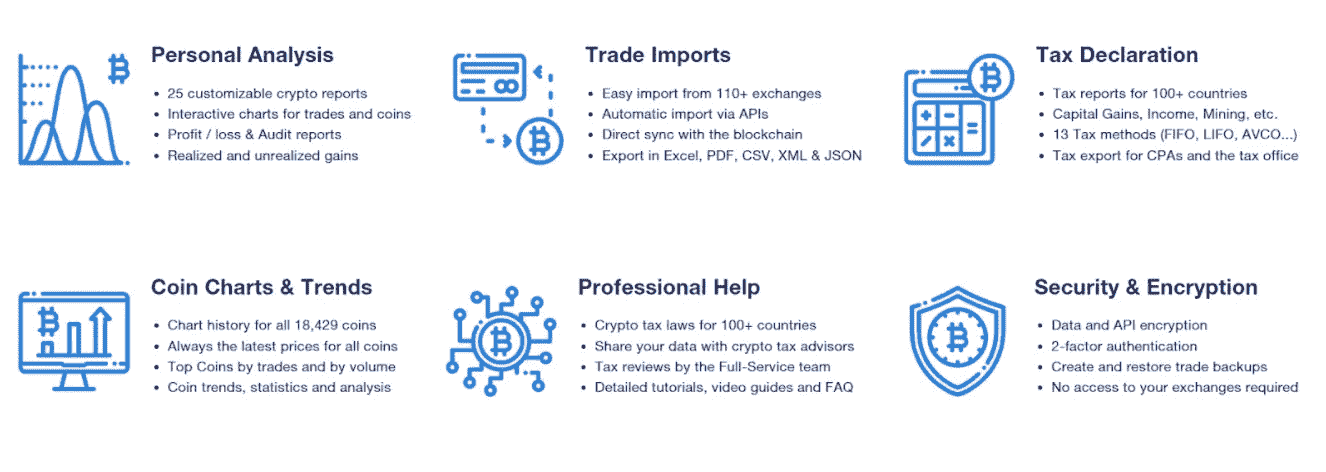 Personal Analysis
• 25 customizable crypto reports
• Interactive charts for trades and coins
• Profit / loss & Audit reports
• Realized and unrealized gains
Trade Imports
• Easy import from 110+ exchanges
• Automatic import via APIs
• Direct sync with the blockchain
• Export in Excel, PDF, CSV, XML & JSON
Tax Declaration
• Tax reports for 100+ countries
• Capital Gains, Income, Mining, etc.
• 13 Tax methods (FIFO, LIFO, AVCO...)
• Tax export for CPAs and the tax office
Coin Charts & Trends
• Chart history for all 18,429 coins
• Always the latest prices for all coins
• Top Coins by trades and by volume
• Coin trends, statistics and analysis
Professional Help
• Crypto tax laws for 100+ countries
• Share your data with crypto tax advisors
• Tax reviews by the Full-Service team
• Detailed tutorials, video guides and FAQ
Security & Encryption
• Data and API encryption
• 2-factor authentication
• Create and restore trade backups
• No access to your exchanges required